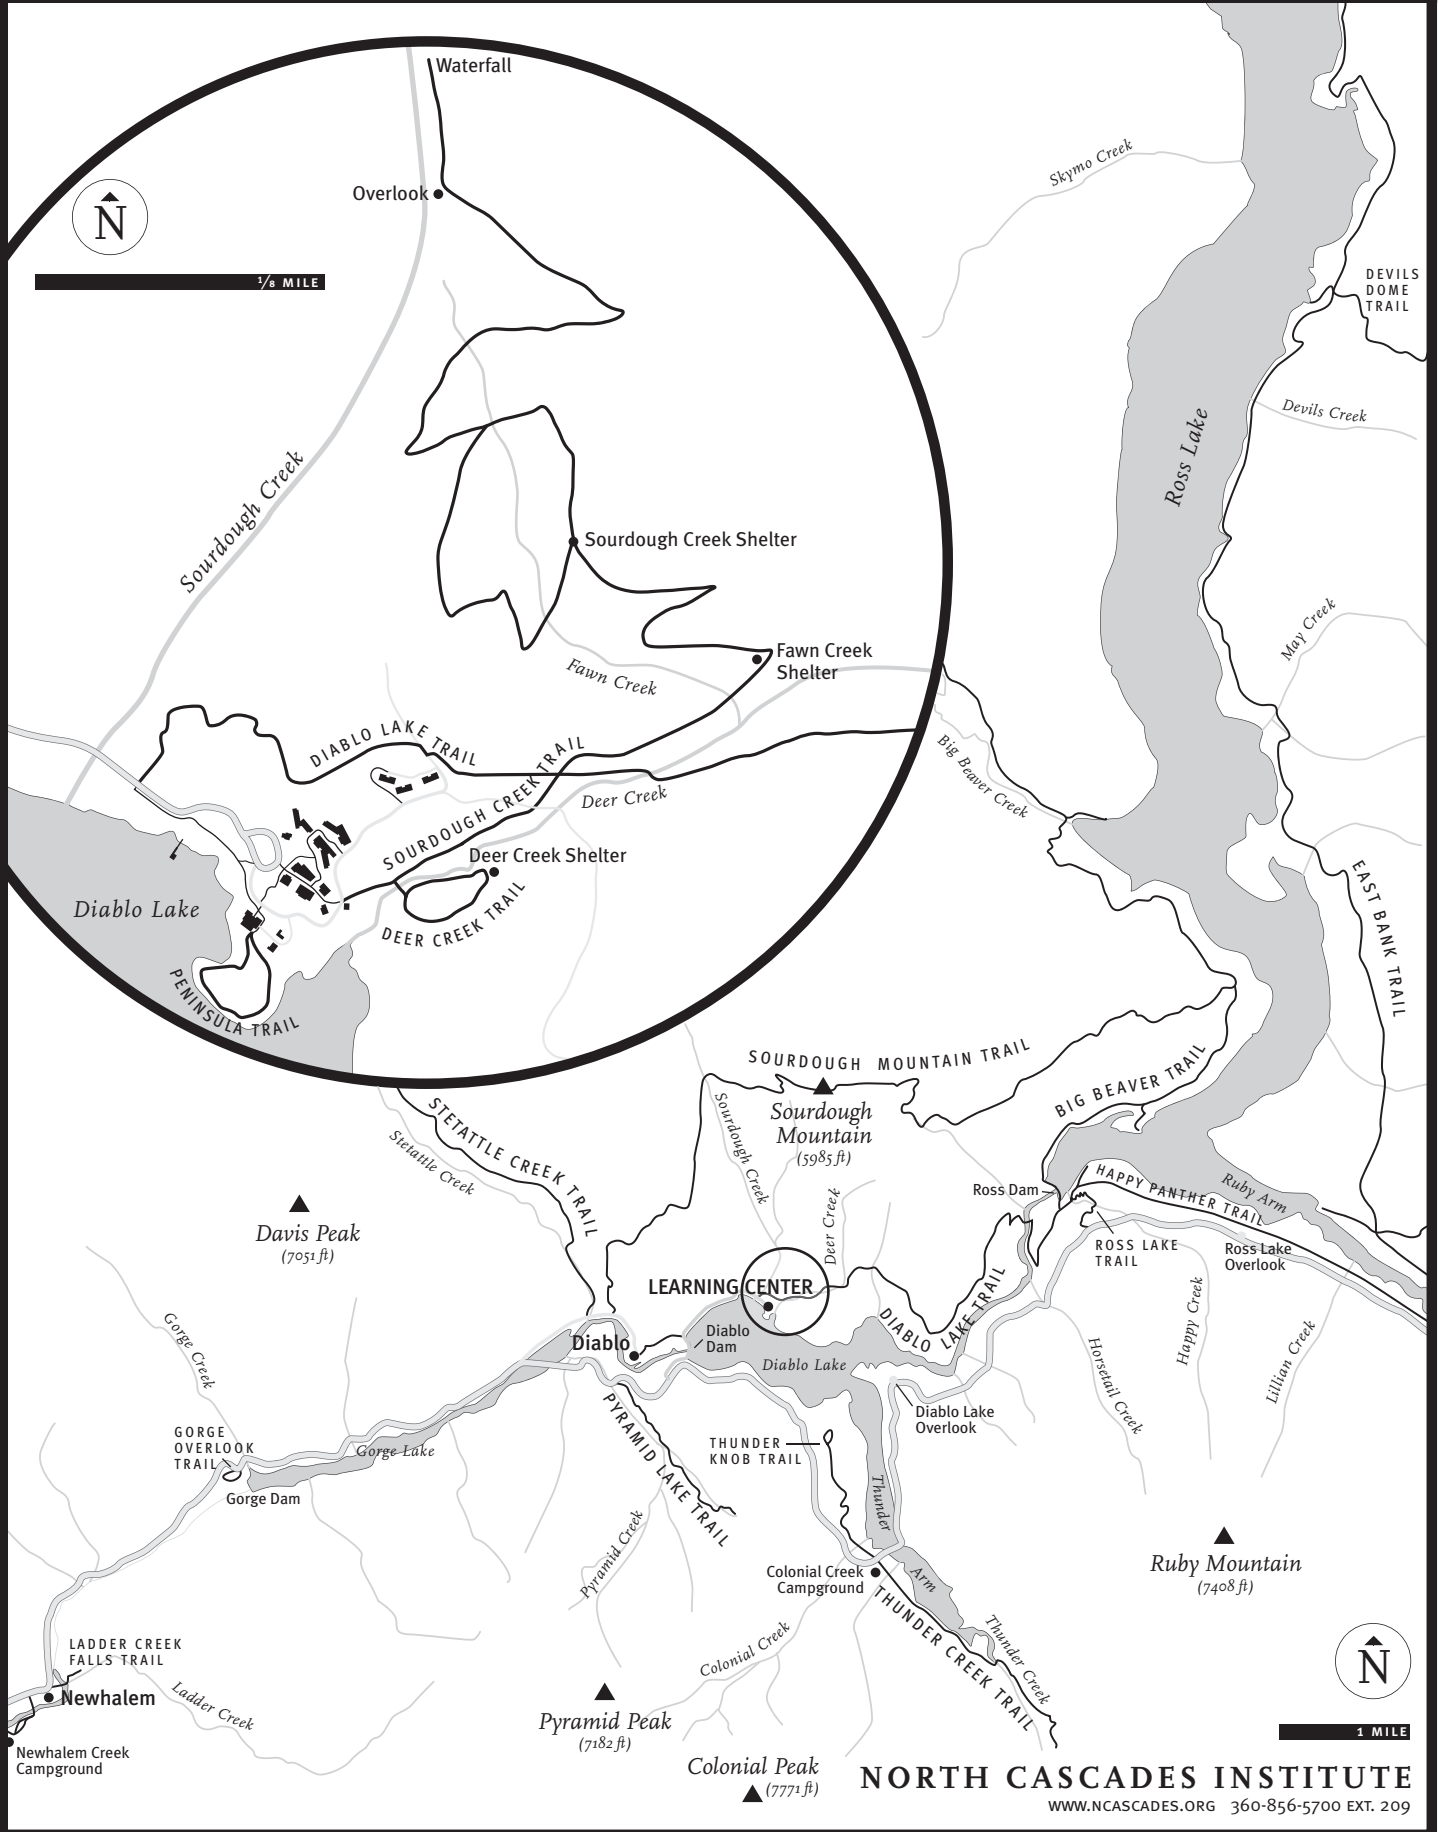 Waterfall
Overlook
N
1/8 MILE
Skymo Creek
DEVILS
DOME
TRAIL
Devils Creek
Ross Lake
Sourdough Creek
Sourdough Creek Shelter
May Creek
Fawn Creek
Shelter
Fawn Creek
DIABLO LAKE TRAIL
SOURDOUGH CREEK TRAIL
Deer Creek
Big Beaver Creek
Deer Creek Shelter
DEER CREEK TRAIL
Diablo Lake
PENINSULA TRAIL
EAST BANK TRAIL
SOURDOUGH MOUNTAIN TRAIL
BIG BEAVER TRAIL
Sourdough
Mountain
(5985 ft)
STETATTLE CREEK TRAIL
Stetattle Creek
Sourdough Creek
Deer Creek
Ross Dam
HAPPY PANTHER TRAIL
Ruby Arm
ROSS LAKE
TRAIL
Ross Lake
Overlook
Davis Peak
(7051 ft)
LEARNING CENTER
DIABLO LAKE TRAIL
Diablo
Diablo
Dam
Diablo Lake
Gorge Creek
Happy Creek
Horsetail Creek
Lillian Creek
Diablo Lake
Overlook
GORGE
OVERLOOK
TRAIL
Gorge Lake
Gorge Dam
PYRAMID LAKE TRAIL
THUNDER
KNOB TRAIL
Thunder
Arm
Pyramid Creek
Colonial Creek
Campground
Ruby Mountain
(7408 ft)
THUNDER CREEK TRAIL
Thunder Creek
Colonial Creek
LADDER CREEK
FALLS TRAIL
Newhalem
Ladder Creek
Newhalem Creek
Campground
Pyramid Peak
(7182 ft)
Colonial Peak
(7771 ft)
N
1 MILE
NORTH CASCADES INSTITUTE
WWW.NCASCADES.ORG 360-856-5700 EXT. 209